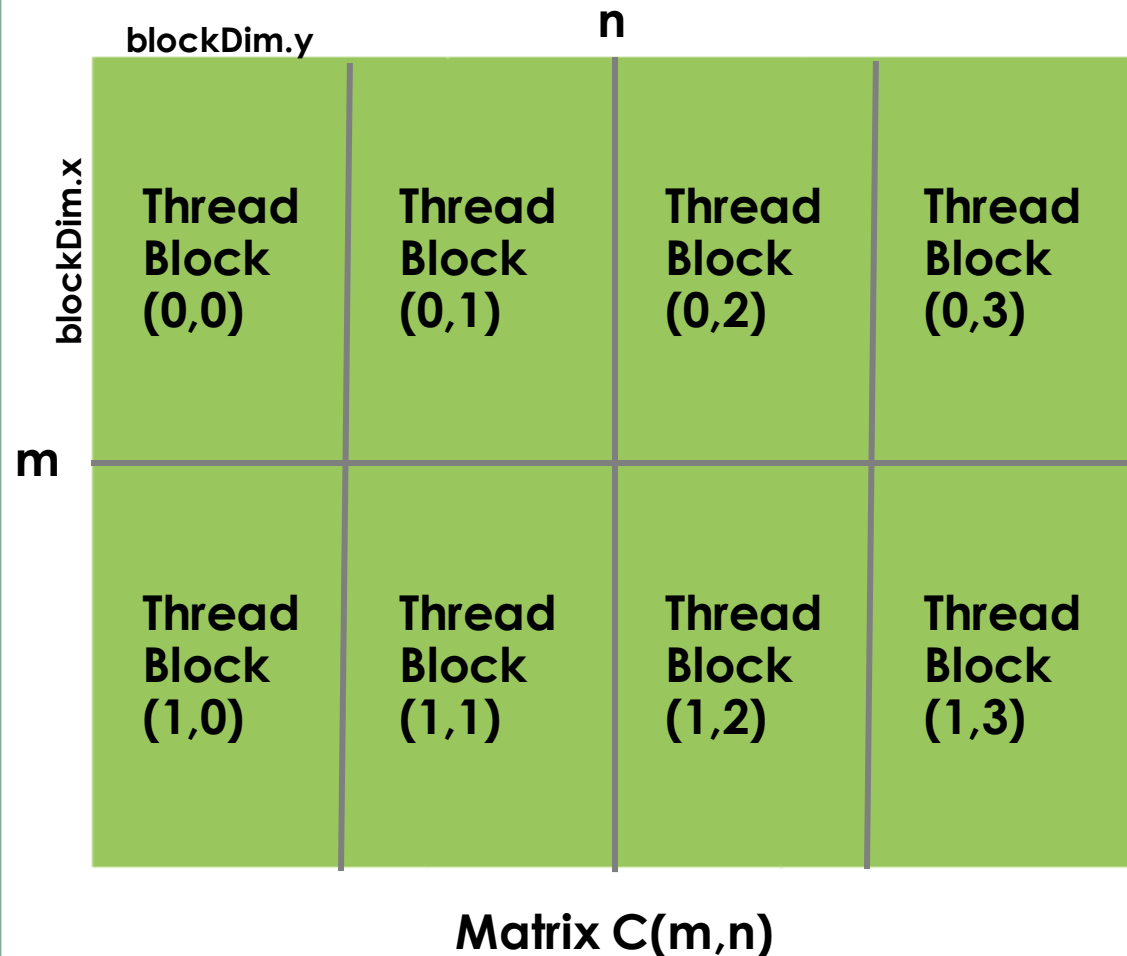 n
blockDim.y
blockDim.x
Thread
Block
(0,0)
Thread
Block
(0,1)
Thread
Block
(0,2)
Thread
Block
(0,3)
m
Thread
Block
(1,0)
Thread
Block
(1,1)
Thread
Block
(1,2)
Thread
Block
(1,3)
Matrix C(m,n)